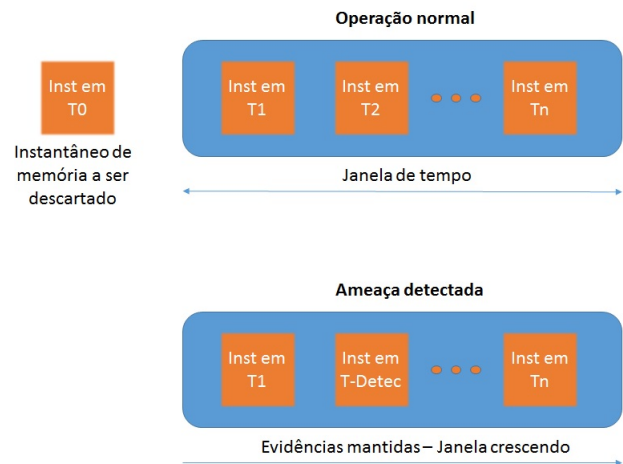 Operação normal
Inst em
T0
Inst em
T1
Inst em
T2
Inst em
Tn
Instantâneo de
memória a ser
descartado
Janela de tempo
Ameaça detectada
Inst em
T1
Inst em
T-Detec
Inst em
Tn
Evidências mantidas – Janela crescendo